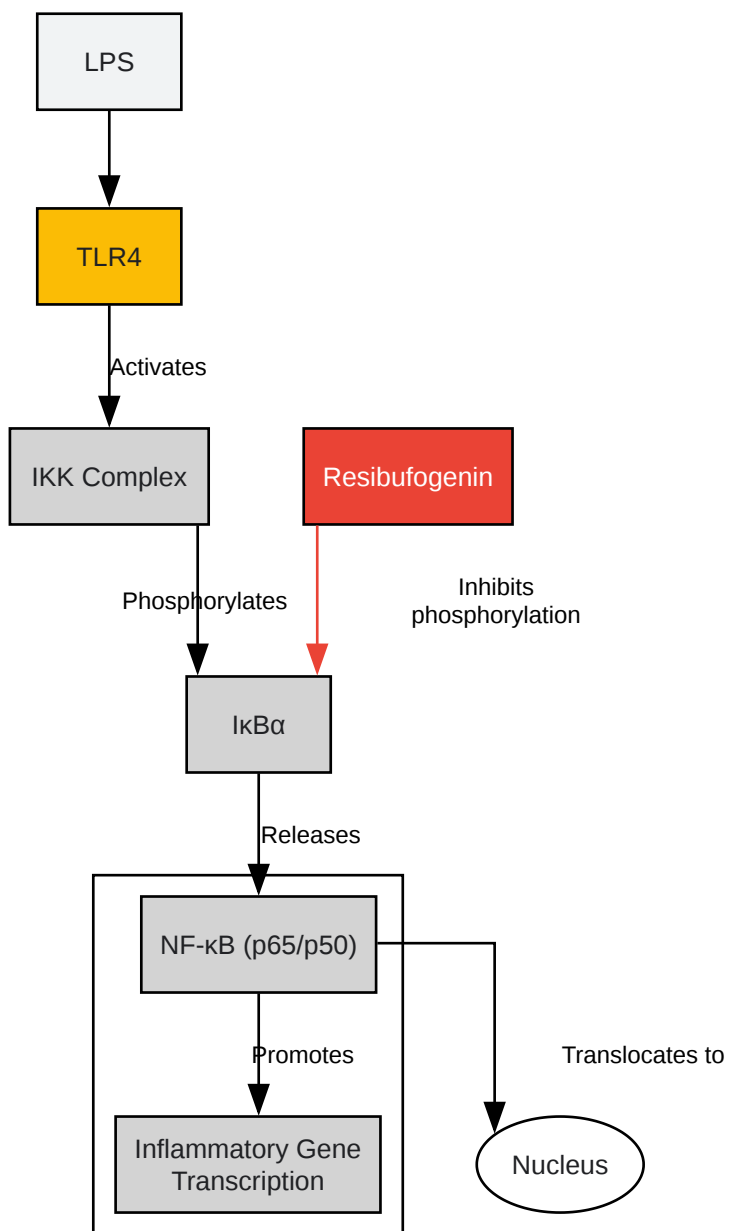 LPS
TLR4
Activates
IKK Complex
Resibufogenin
Phosphorylates
Inhibits
phosphorylation
IκBα
Releases
NF-κB (p65/p50)
Promotes
Translocates to
Inflammatory Gene
Transcription
Nucleus